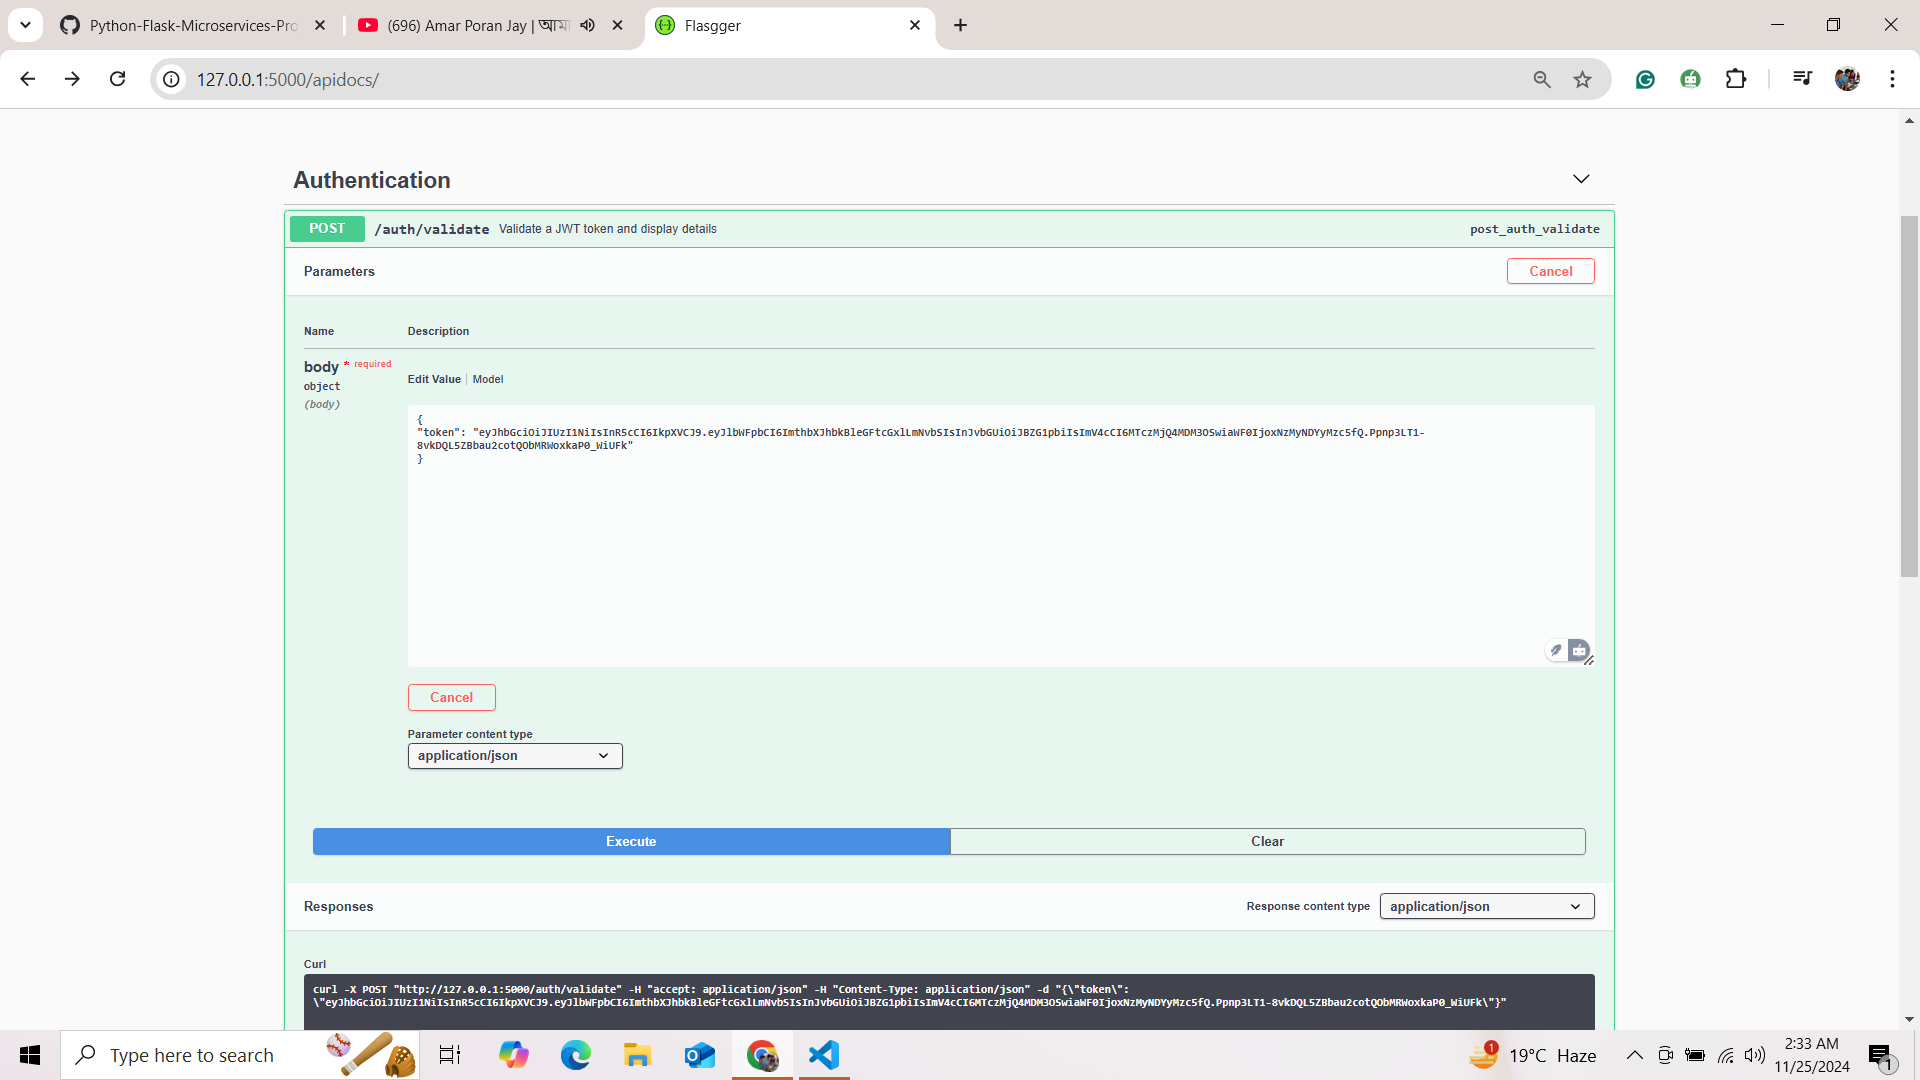 Python-Flask-Microservices-Pro
(696) Amar Poran Jay | আমা
Flasgger
127.0.0.1:5000/apidocs/
Authentication
POST /auth/validate Validate a JWT token and display details post_auth_validate
Parameters Cancel
Name Description
body * required
object
(body)
Edit Value Model
{
"token": "eyJhbGciOiJIUzI1NiIsInR5cCI6IkpXVCJ9.eyJlbWFpbCI6ImthbXJhbkBleGFtcGxlLmNvbSIsInJvbGUiOiJBZG1pbiIsImV4cCI6MTczMjQ4MDM3OSwiaWF0IjoxNzMyNDYyMzc5fQ.Ppnp3LT1-
8vkDQL5ZBbau2cotQObMRWoxkaP0_WiUFk"
}
Cancel
Parameter content type
application/json
Execute Clear
Responses Response content type application/json
Curl
curl -X POST "http://127.0.0.1:5000/auth/validate" -H "accept: application/json" -H "Content-Type: application/json" -d "{\"token\":
\"eyJhbGciOiJIUzI1NiIsInR5cCI6IkpXVCJ9.eyJlbWFpbCI6ImthbXJhbkBleGFtcGxlLmNvbSIsInJvbGUiOiJBZG1pbiIsImV4cCI6MTczMjQ4MDM3OSwiaWF0IjoxNzMyNDYyMzc5fQ.Ppnp3LT1-8vkDQL5ZBbau2cotQObMRWoxkaP0_WiUFk\"}"
Type here to search
1
19°C Haze
2:33 AM
11/25/2024
1